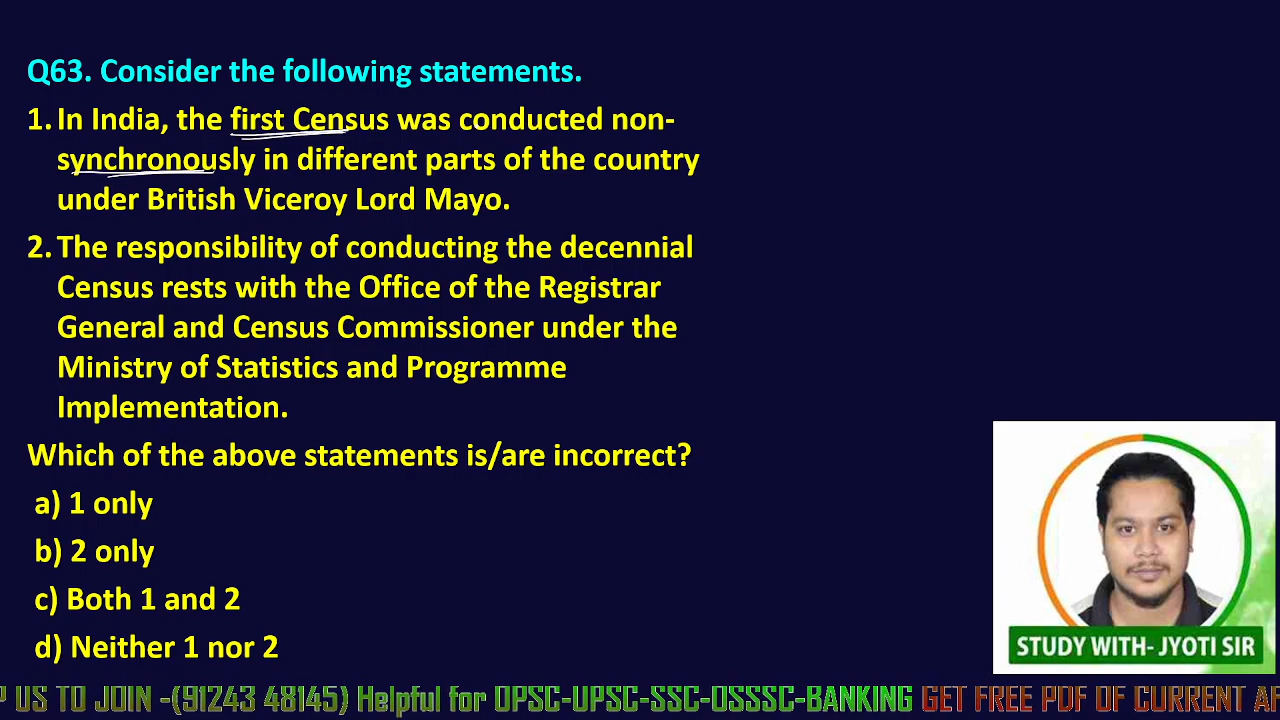 Q63. Consider the following statements.
1. In India, the first Census was conducted non-
synchronously in different parts of the country
under British Viceroy Lord Mayo.
2. The responsibility of conducting the decennial
Census rests with the Office of the Registrar
General and Census Commissioner under the
Ministry of Statistics and Programme
Implementation.
Which of the above statements is/are incorrect?
a) 1 only
b) 2 only
c) Both 1 and 2
d) Neither 1 nor 2
STUDY WITH- JYOTI SIR
P US TO JOIN -(91243 48145) Helpful for OPSC-UPSC-SSC-OSSSC-BANKING GET FREE PDF OF CURRENT AF